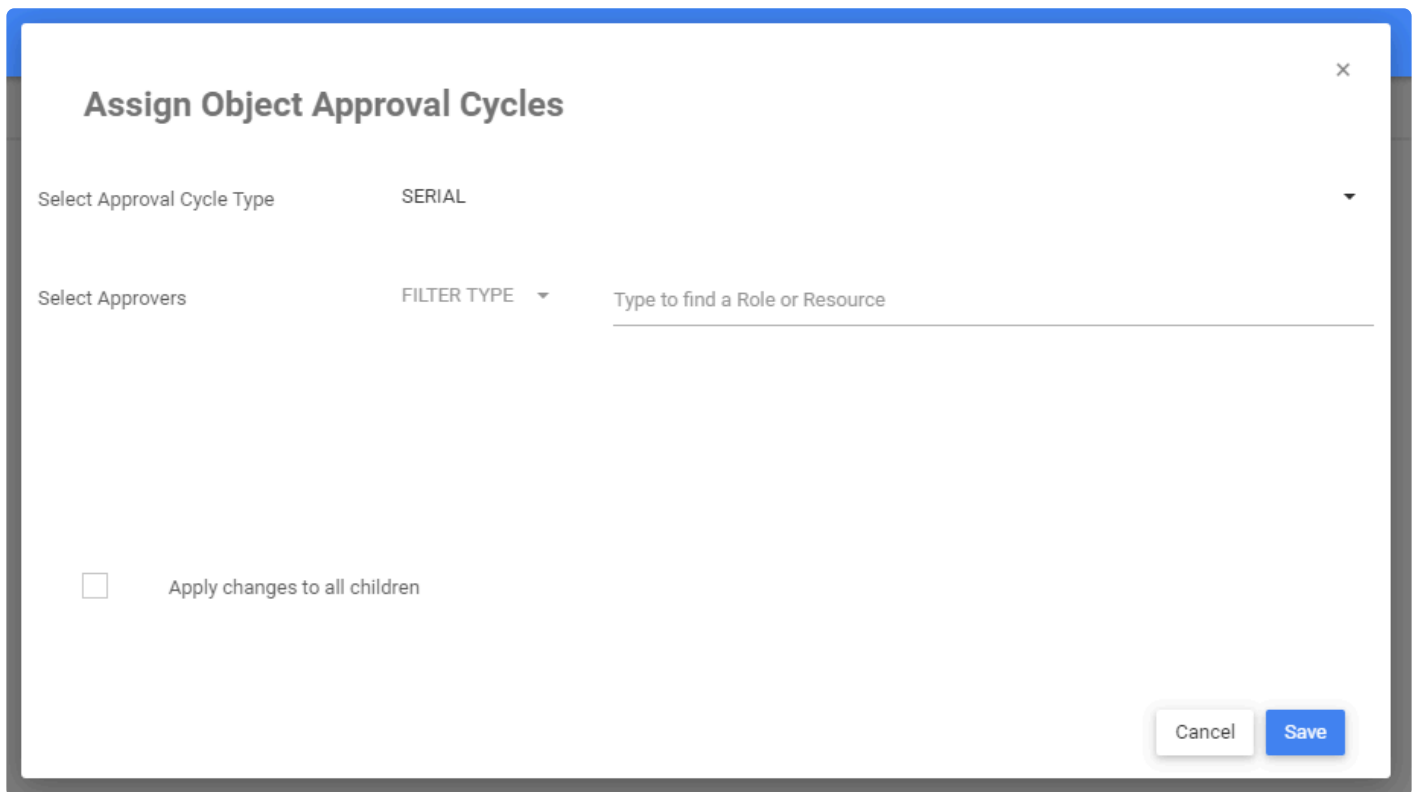 ×
Assign Object Approval Cycles
Select Approval Cycle Type SERIAL
Select Approvers FILTER TYPE Type to find a Role or Resource
Apply changes to all children
Cancel Save